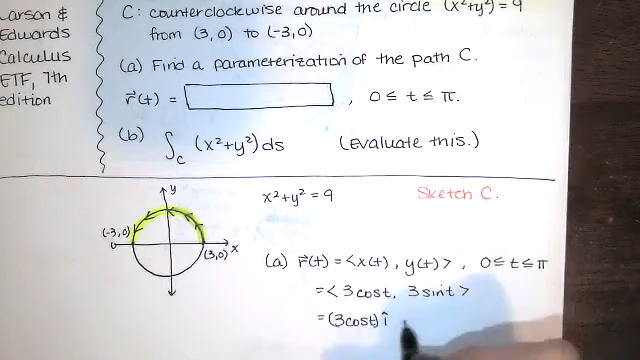 Larson &
Edwards
Calculus
ETF, 7th
edition
C: counterclockwise around the circle (x²+y²) = 9
from (3,0) to (-3,0)
(a) Find a parameterization of the path C.
r⃗(t) = , 0 ≤ t ≤ π.
(b) ∫_C (x²+y²)ds (Evaluate this.)
x²+y² = 9
Sketch C.
y
(-3,0)
(3,0)
x
(a) r⃗(t) = <x(t), y(t)>, 0 ≤ t ≤ π
= <3cost, 3sint>
= (3cost) î